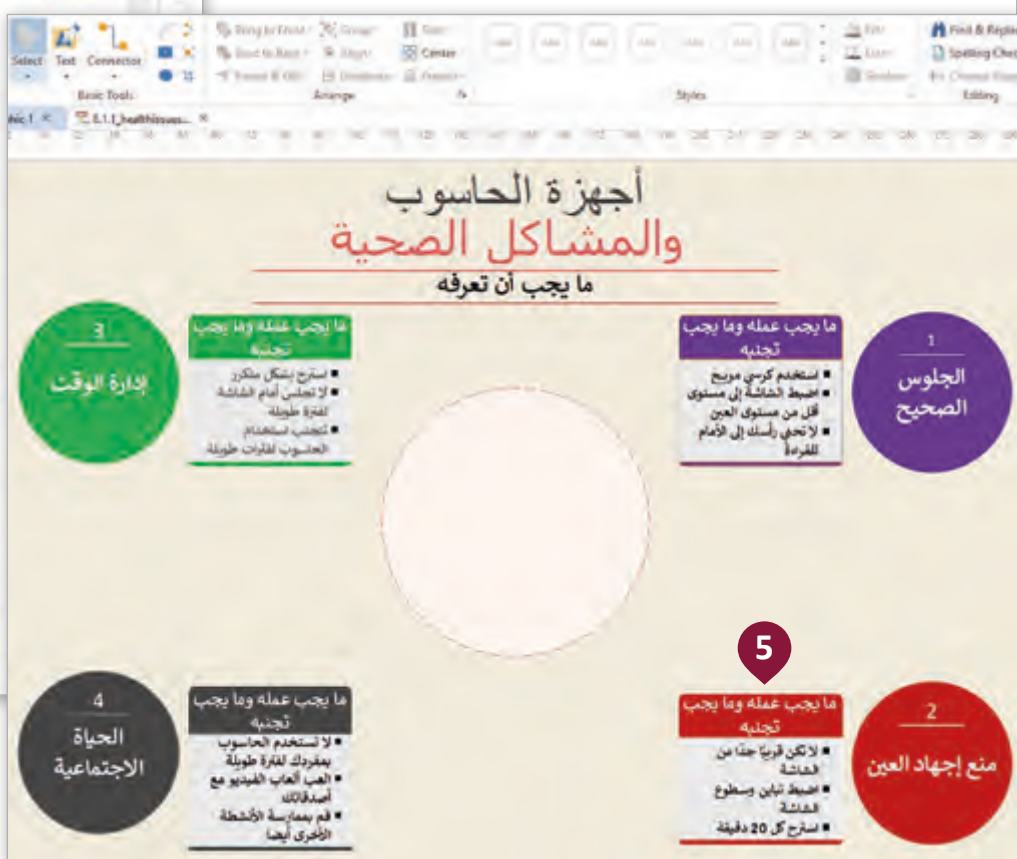 Select
Text
Connector
Center
Find & Replac
Spelling Chec
Basic Tools
Arrange
Styles
Editing
أجهزة الحاسوب
والمشاكل الصحية
ما يجب أن تعرفه
1
الجلوس
الصحيح
ما يجب عمله وما يجب
تجنبه
■ استخدم كرسي مريح
■ اضبط الشاشة إلى مستوى
أقل من مستوى العين
■ لا تحني رأسك إلى الأمام
للقراءة
3
إدارة الوقت
ما يجب عمله وما يجب
تجنبه
■ استرح بشكل متكرر
■ لا تجلس أمام الشاشة
لفترة طويلة
■ تتجنب استخدام
الحاسوب لفترات طويلة
5
2
منع إجهاد العين
ما يجب عمله وما يجب
تجنبه
■ لا تكن قريبًا جدًا من
الشاشة
■ اضبط تباين وسطوع
الشاشة
■ استرح كل 20 دقيقة
4
الحياة
الاجتماعية
ما يجب عمله وما يجب
تجنبه
■ لا تستخدم الحاسوب
بمفردك لفترة طويلة
■ العب ألعاب الفيديو مع
أصدقائك
■ قم بممارسة الأنشطة
الأخرى أيضا